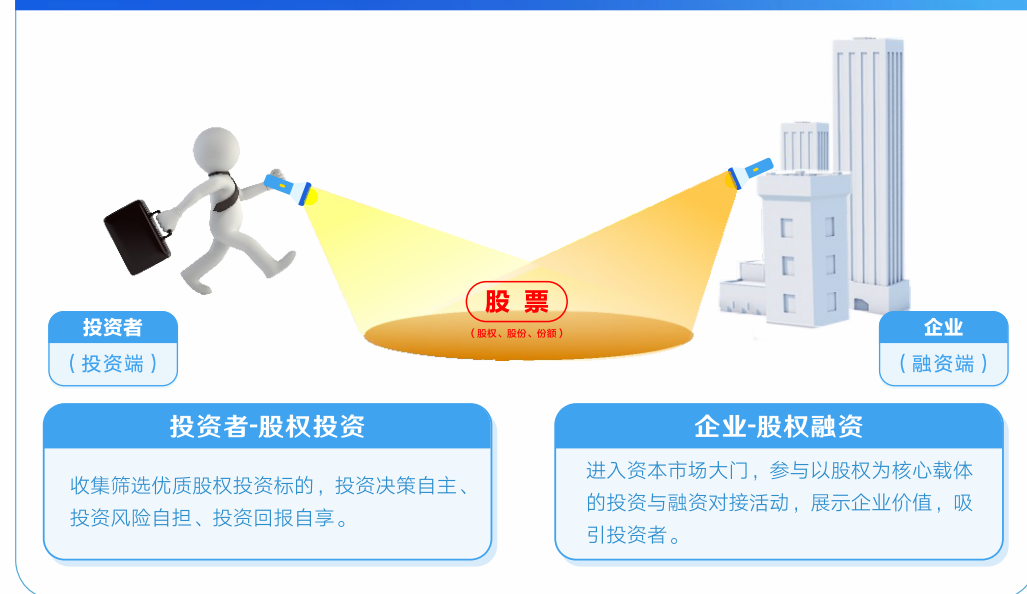 股 票
（股权、股份、份额）
投资者
（投资端）
企业
（融资端）
投资者-股权投资
收集筛选优质股权投资标的，投资决策自主、
投资风险自担、投资回报自享。
企业-股权融资
进入资本市场大门，参与以股权为核心载体
的投资与融资对接活动，展示企业价值，吸
引投资者。